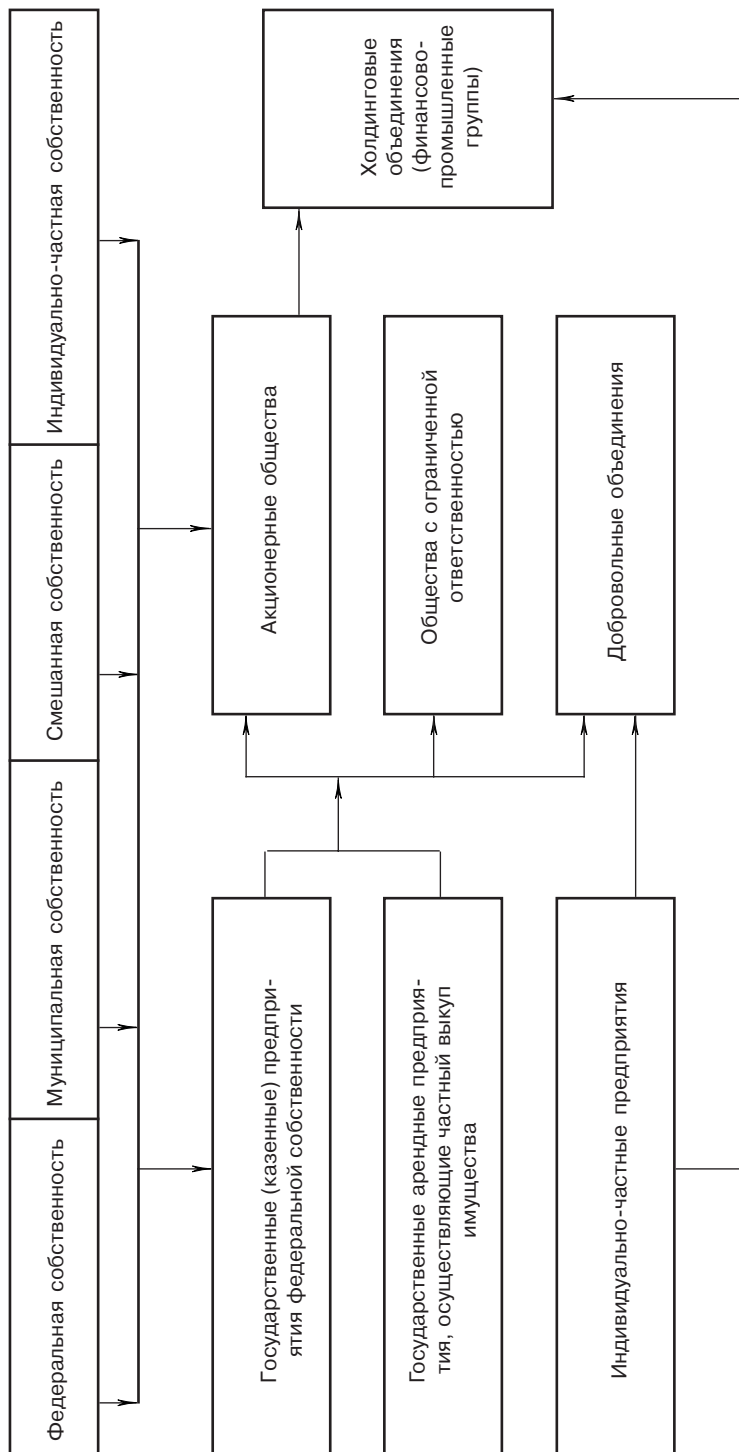 Федеральная собственность
Муниципальная собственность
Смешанная собственность
Индивидуально-частная собственность
Государственные (казенные) предпри-
ятия федеральной собственности
Государственные арендные предприя-
тия, осуществляющие частный выкуп
имущества
Индивидуально-частные предприятия
Акционерные общества
Общества с ограниченной
ответственностью
Добровольные объединения
Холдинговые
объединения
(финансово-
промышленные
группы)